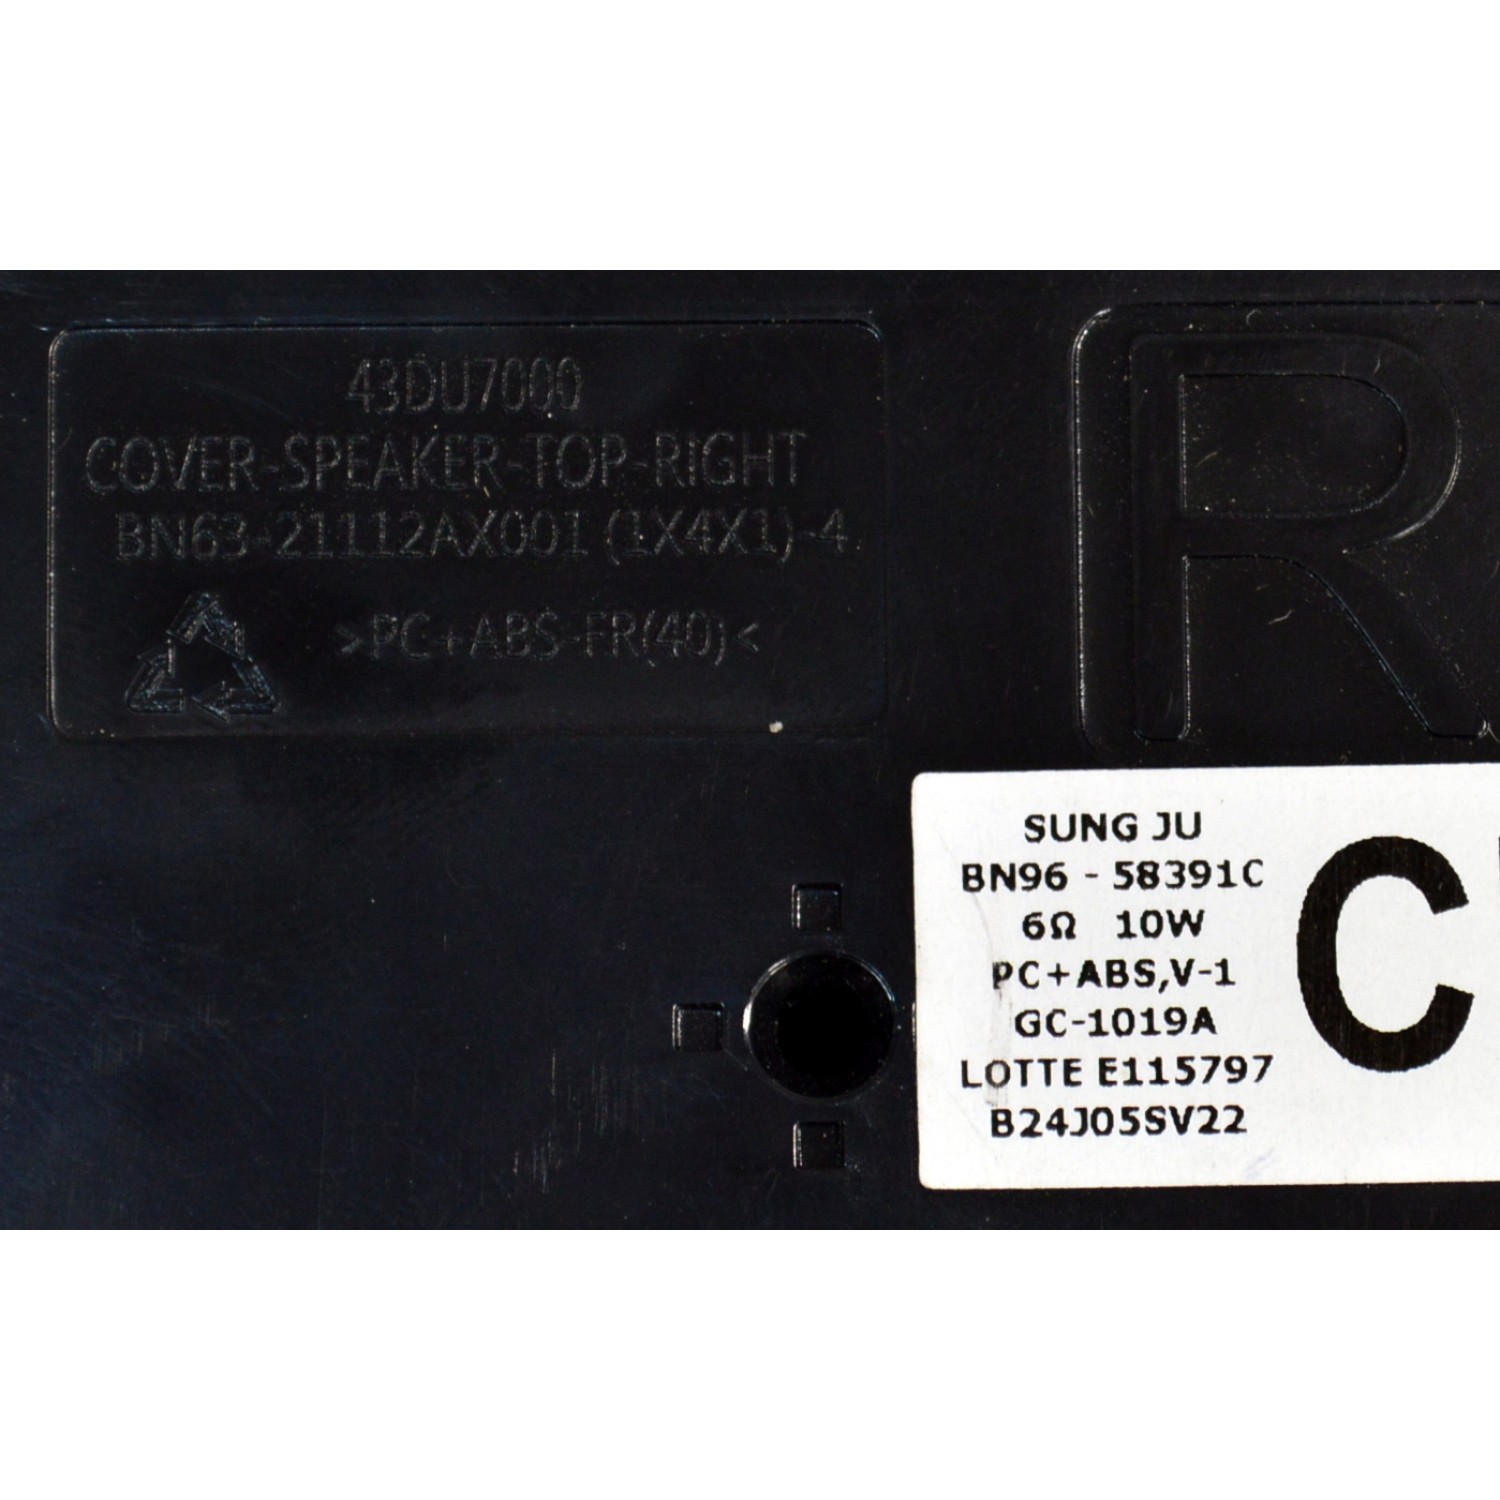 43DU7000
COVER-SPEAKER-TOP-RIGHT
BN63-21112AX001 (1X4X1)-4
>PC+ABS-FR(40)<
R
SUNG JU
BN96 - 58391C
6Ω 10W
PC+ABS,V-1
GC-1019A
LOTTE E115797
B24J05SV22
C